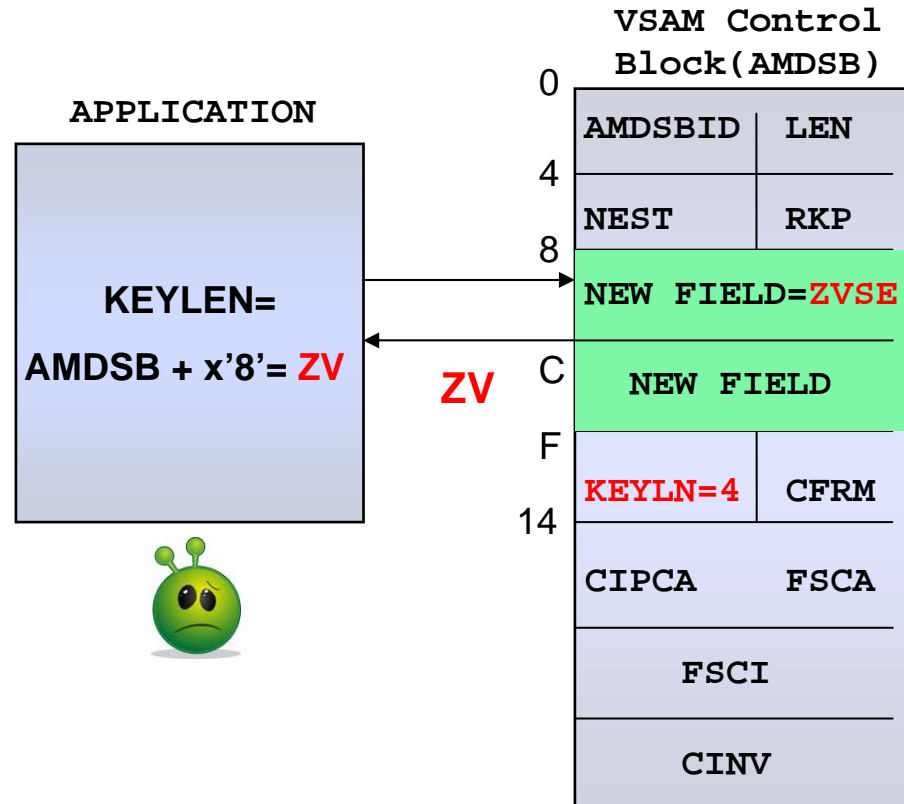 VSAM Control
Block(AMDSB)
APPLICATION
0
AMDSBID LEN
4
NEST RKP
8
KEYLEN=
AMDSB + x'8'= ZV
NEW FIELD=ZVSE
ZV
C
NEW FIELD
F
KEYLN=4 CFRM
14
CIPCA FSCA
FSCI
CINV